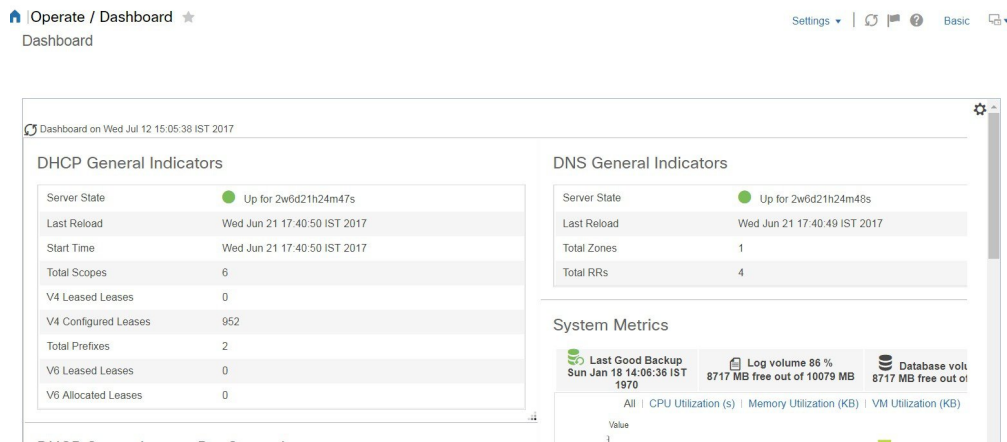 Operate / Dashboard
Settings
Basic
Dashboard
Dashboard on Wed Jul 12 15:05:38 IST 2017
DHCP General Indicators
Server State Up for 2w6d21h24m47s
Last Reload Wed Jun 21 17:40:50 IST 2017
Start Time Wed Jun 21 17:40:50 IST 2017
Total Scopes 6
V4 Leased Leases 0
V4 Configured Leases 952
Total Prefixes 2
V6 Leased Leases 0
V6 Allocated Leases 0
DNS General Indicators
Server State Up for 2w6d21h24m48s
Last Reload Wed Jun 21 17:40:49 IST 2017
Total Zones 1
Total RRs 4
System Metrics
Last Good Backup
Sun Jan 18 14:06:36 IST
1970
Log volume 86 %
8717 MB free out of 10079 MB
Database volu
8717 MB free out of
All | CPU Utilization (s) | Memory Utilization (KB) | VM Utilization (KB)
Value